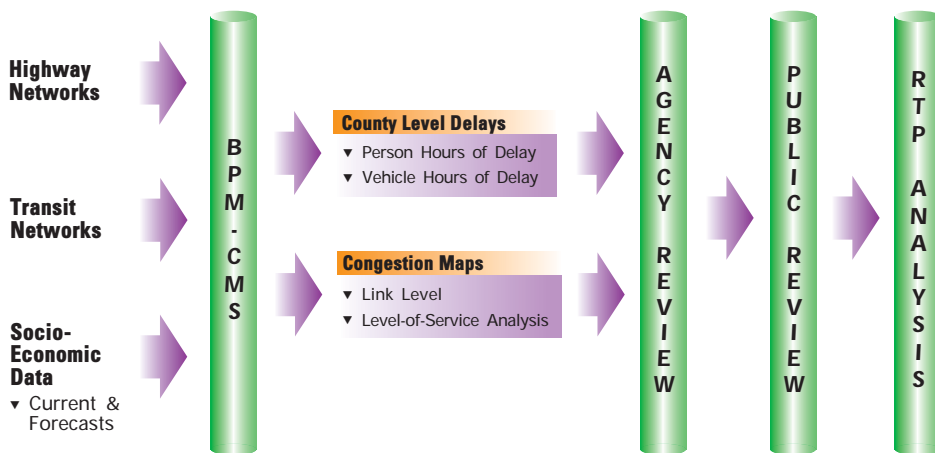 Highway
Networks
Transit
Networks
Socio-
Economic
Data
▼ Current &
Forecasts
BPM-CMS
County Level Delays
▼ Person Hours of Delay
▼ Vehicle Hours of Delay
Congestion Maps
▼ Link Level
▼ Level-of-Service Analysis
AGENCY REVIEW
PUBLIC REVIEW
RTP ANALYSIS